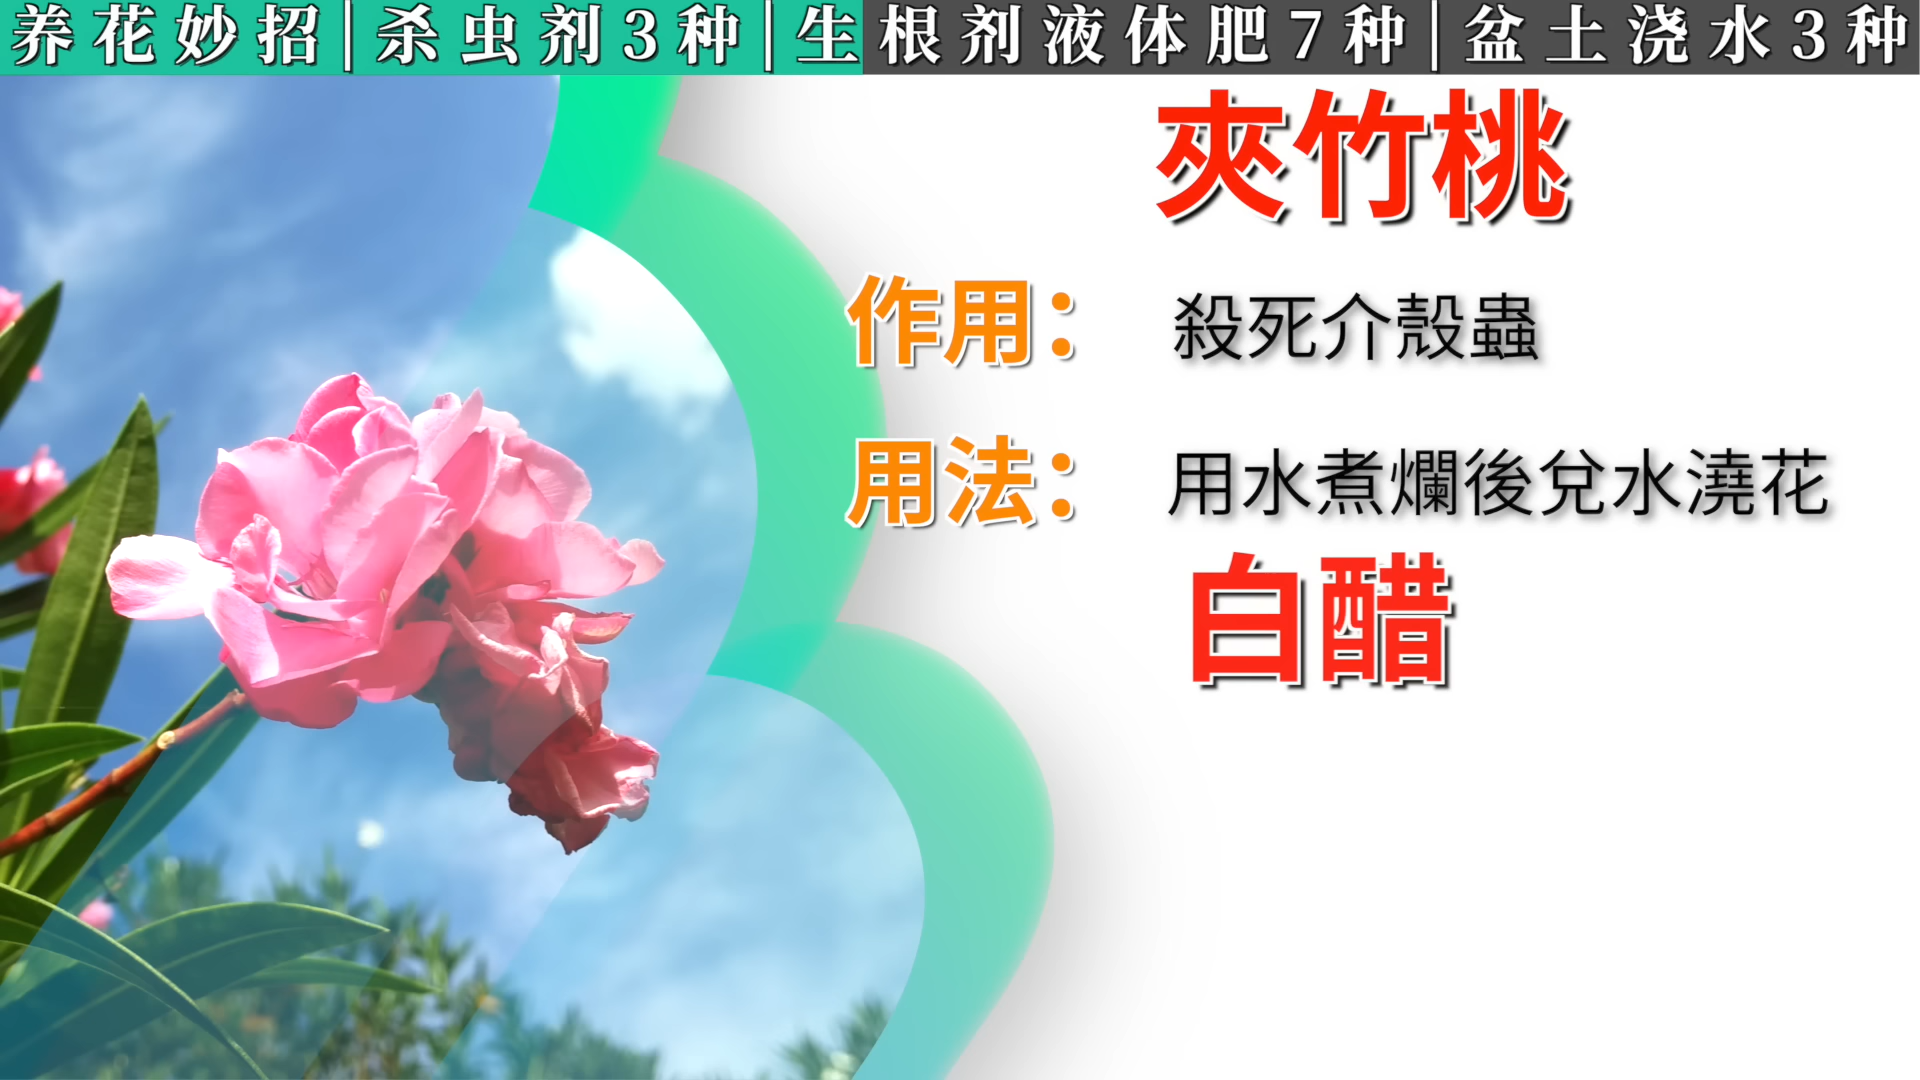 养花妙招|杀虫剂3种|生根剂液体肥7种|盆土浇水3种
夾竹桃
作用： 殺死介殼蟲
用法： 用水煮爛後兌水澆花
白醋